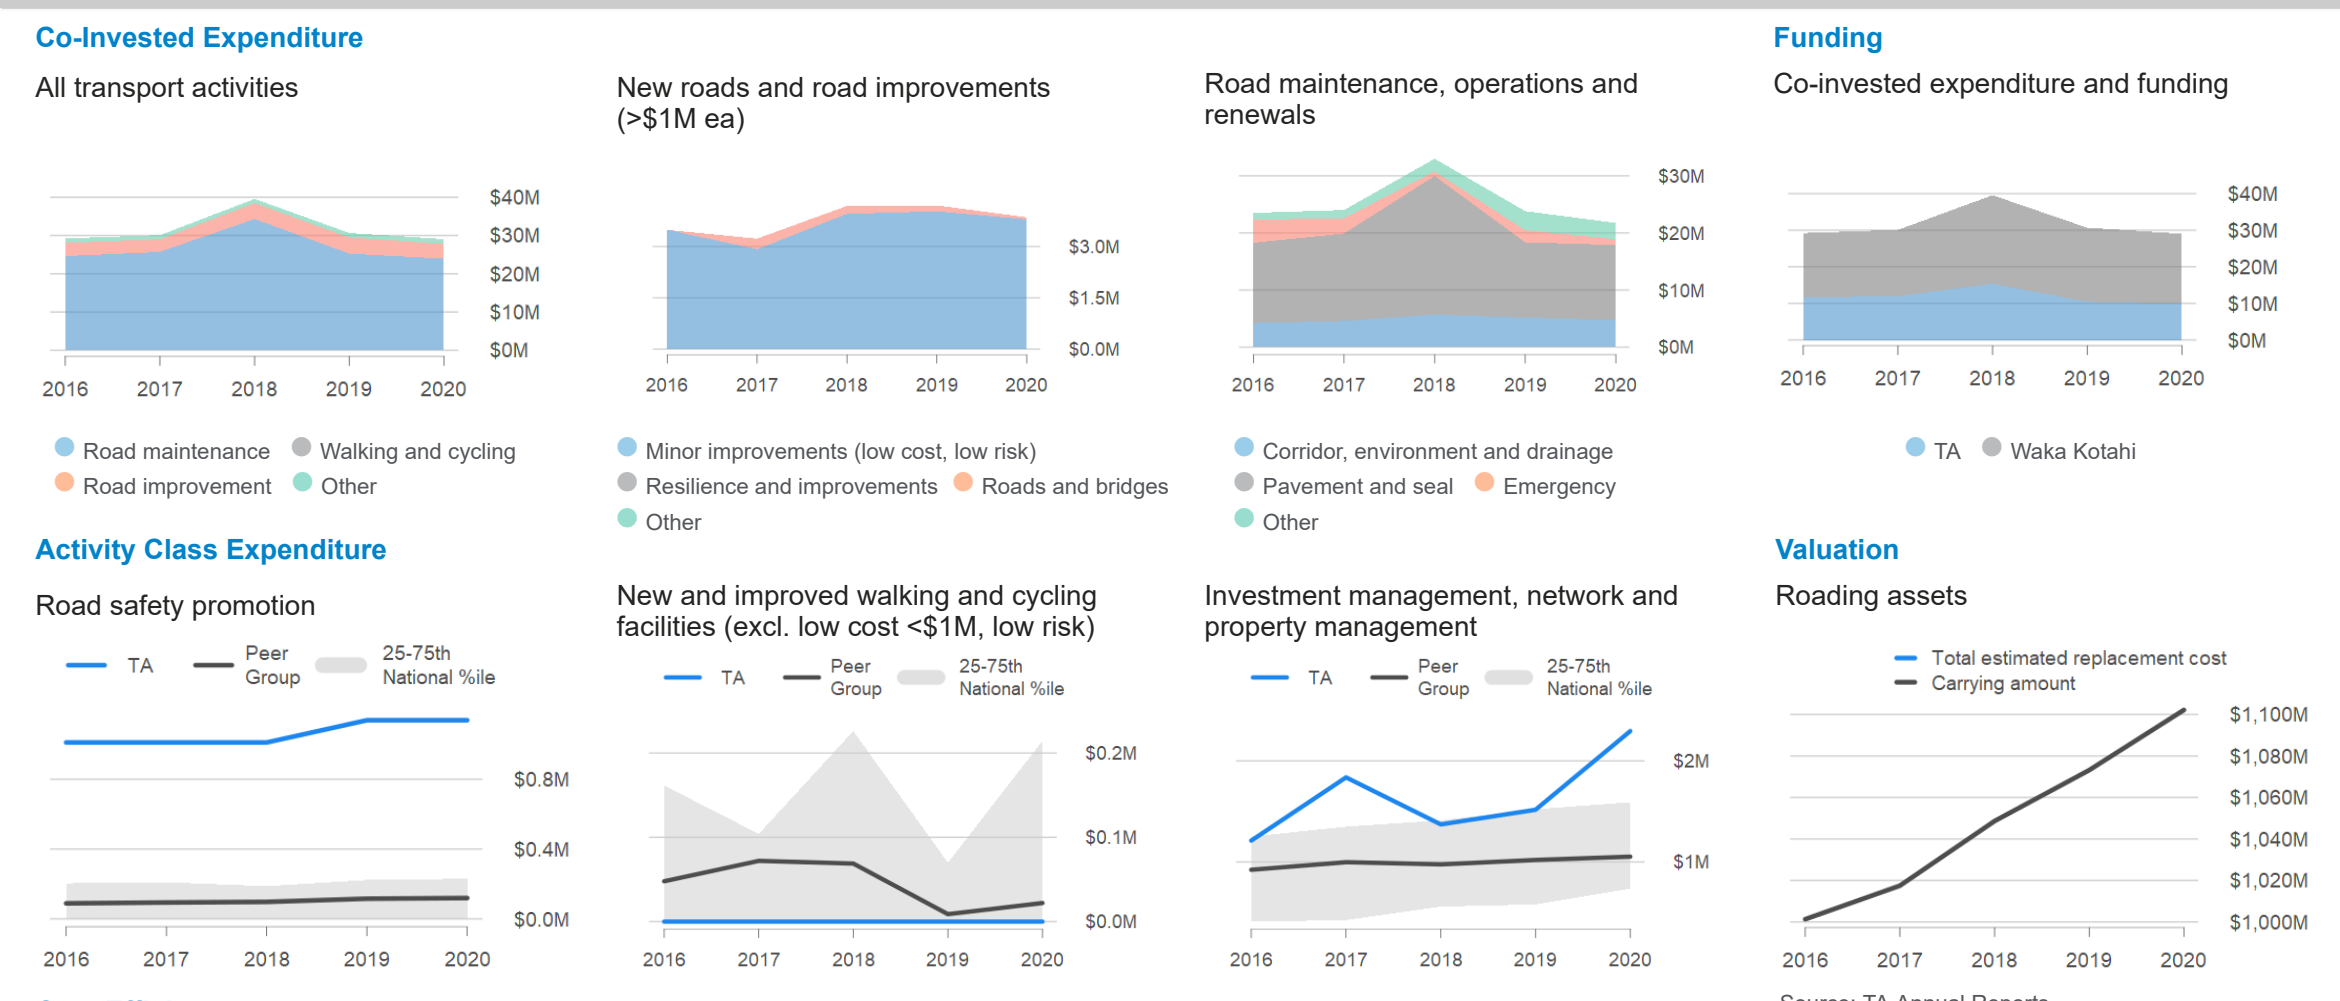 Co-Invested Expenditure
All transport activities
$40M
$30M
$20M
$10M
$0M
2016 2017 2018 2019 2020
Road maintenance Walking and cycling
Road improvement Other
New roads and road improvements
(>$1M ea)
$3.0M
$1.5M
$0.0M
2016 2017 2018 2019 2020
Minor improvements (low cost, low risk)
Resilience and improvements Roads and bridges
Other
Road maintenance, operations and
renewals
$30M
$20M
$10M
$0M
2016 2017 2018 2019 2020
Corridor, environment and drainage
Pavement and seal Emergency
Other
Funding
Co-invested expenditure and funding
$40M
$30M
$20M
$10M
$0M
2016 2017 2018 2019 2020
TA Waka Kotahi
Activity Class Expenditure
Road safety promotion
TA Peer Group 25-75th National %ile
$0.8M
$0.4M
$0.0M
2016 2017 2018 2019 2020
New and improved walking and cycling
facilities (excl. low cost <$1M, low risk)
TA Peer Group 25-75th National %ile
$0.2M
$0.1M
$0.0M
2016 2017 2018 2019 2020
Investment management, network and
property management
TA Peer Group 25-75th National %ile
$2M
$1M
2016 2017 2018 2019 2020
Valuation
Roading assets
Total estimated replacement cost
Carrying amount
$1,100M
$1,080M
$1,060M
$1,040M
$1,020M
$1,000M
2016 2017 2018 2019 2020
Source: TA Annual Reports